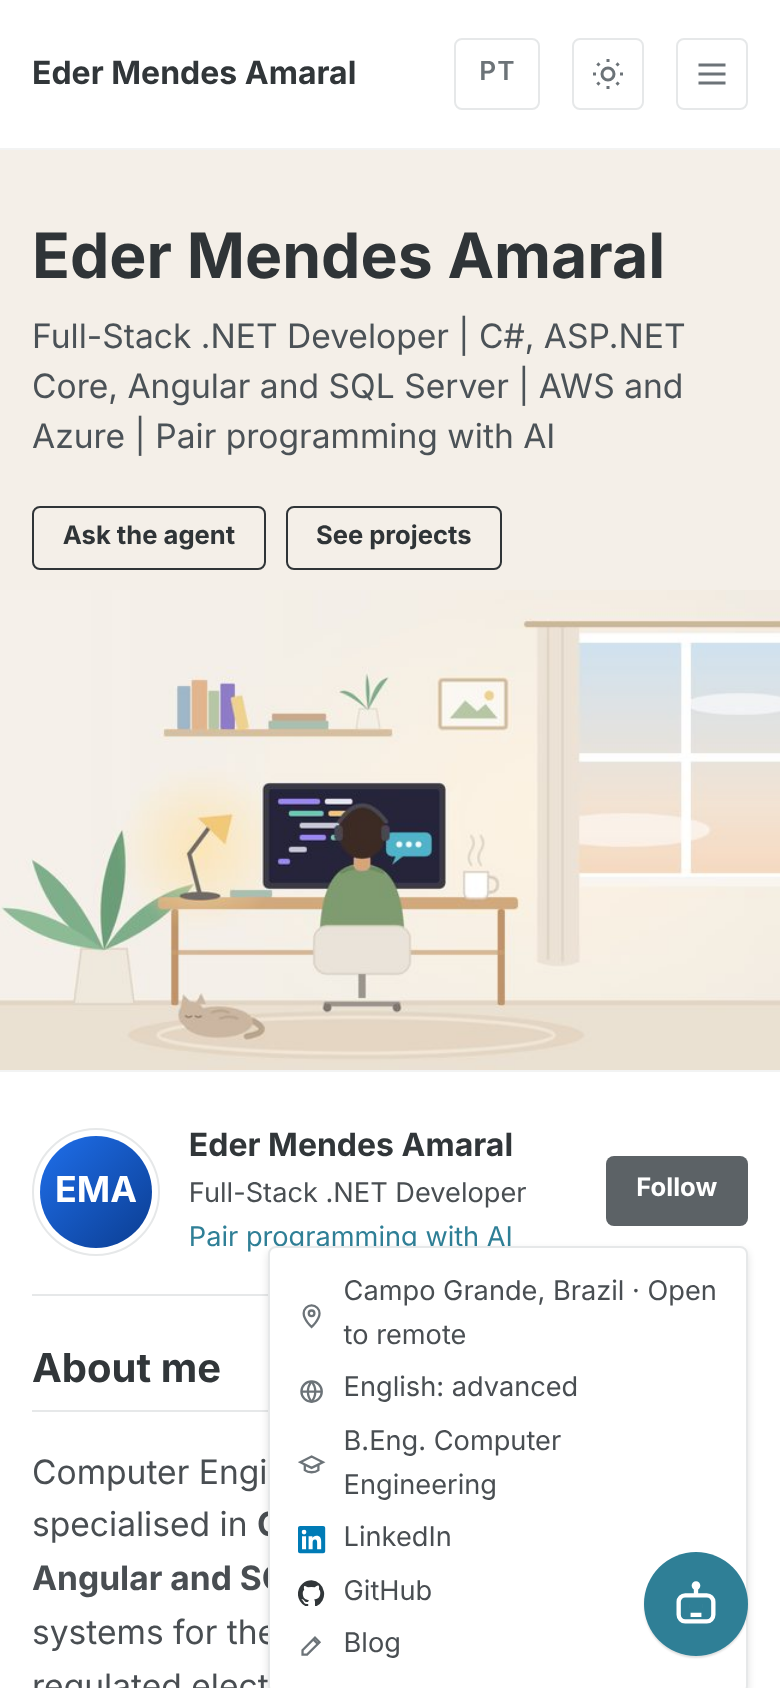 Eder Mendes Amaral
PT
Eder Mendes Amaral
Full-Stack .NET Developer | C#, ASP.NET
Core, Angular and SQL Server | AWS and
Azure | Pair programming with AI
Ask the agent
See projects
EMA
Eder Mendes Amaral
Full-Stack .NET Developer
Pair programming with AI
Follow
Campo Grande, Brazil · Open
to remote
English: advanced
B.Eng. Computer
Engineering
LinkedIn
GitHub
Blog
About me
Computer Engi
specialised in
Angular and S
systems for the
regulated elect